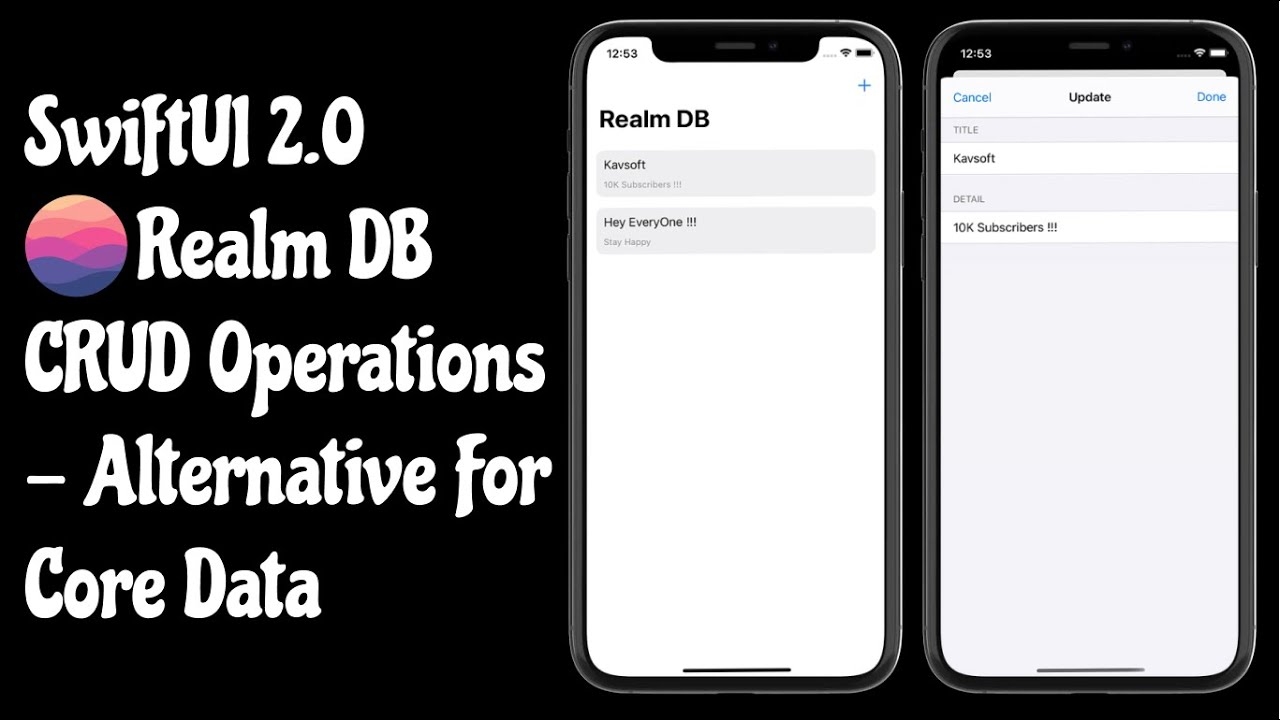 SwiftUI 2.0
Realm DB
CRUD Operations
- Alternative for
Core Data
12:53
+
Realm DB
Kavsoft
10K Subscribers !!!
Hey EveryOne !!!
Stay Happy
12:53
Cancel Update Done
TITLE
Kavsoft
DETAIL
10K Subscribers !!!